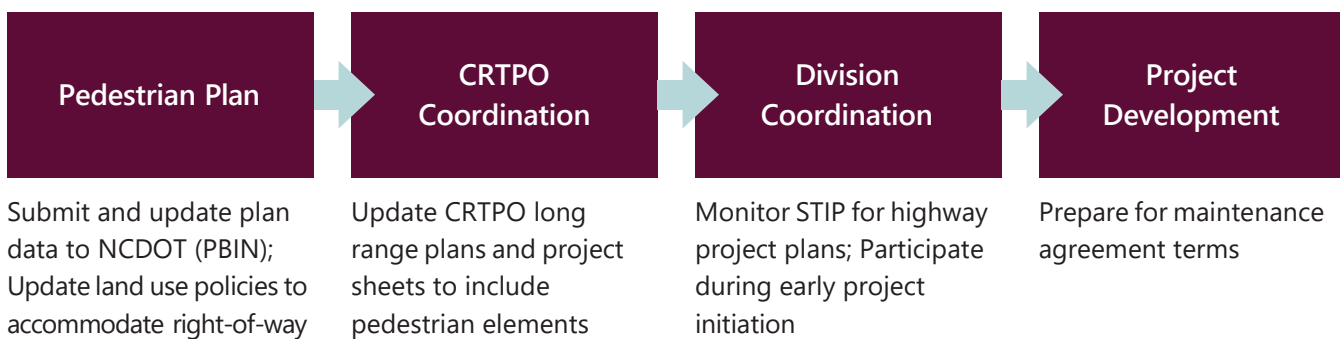 Pedestrian Plan
Submit and update plan
data to NCDOT (PBIN);
Update land use policies to
accommodate right-of-way
CRTPO
Coordination
Update CRTPO long
range plans and project
sheets to include
pedestrian elements
Division
Coordination
Monitor STIP for highway
project plans; Participate
during early project
initiation
Project
Development
Prepare for maintenance
agreement terms